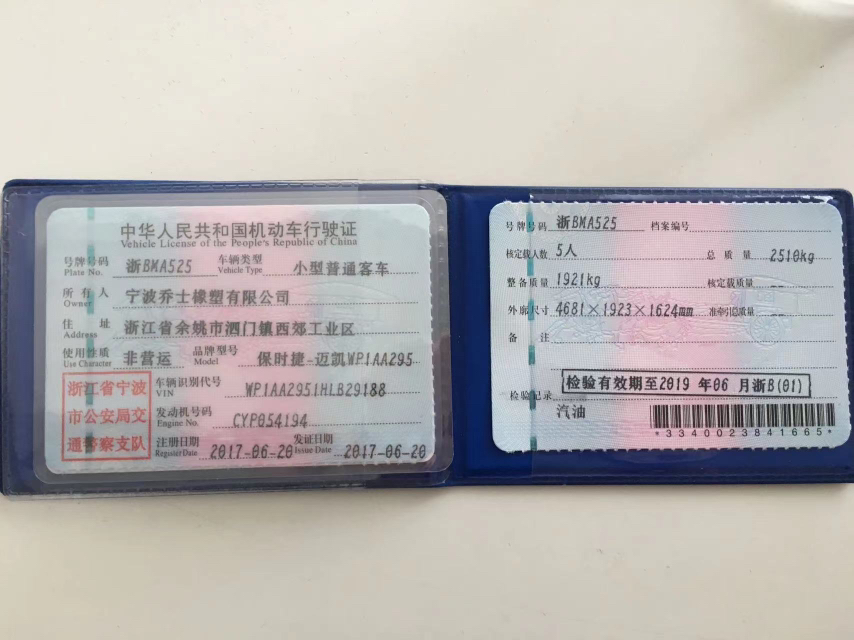 中华人民共和国机动车行驶证
Vehicle License of the People's Republic of China
号牌号码 浙BMA525 车辆类型 小型普通客车
Plate No. Vehicle Type
所有人 宁波乔士橡塑有限公司
Owner
住址 浙江省余姚市泗门镇西郊工业区
Address
使用性质 非营运 品牌型号 保时捷-迈凯WP1AA295
Use Character Model
浙江省宁波
市公安局交
通警察支队
车辆识别代号 WP1AA2951HLB29188
VIN
发动机号码 CYP054194
Engine No.
注册日期 2017-06-20 发证日期 2017-06-20
Register Date Issue Date
号牌号码 浙BMA525 档案编号
核定载人数 5人 总质量 2510kg
整备质量 1921kg 核定载质量 --
外廓尺寸 4681×1923×1624mm 准牵引总质量 --
备注
检验记录 检验有效期至2019年06月浙B(01)
汽油
*3340023841665*